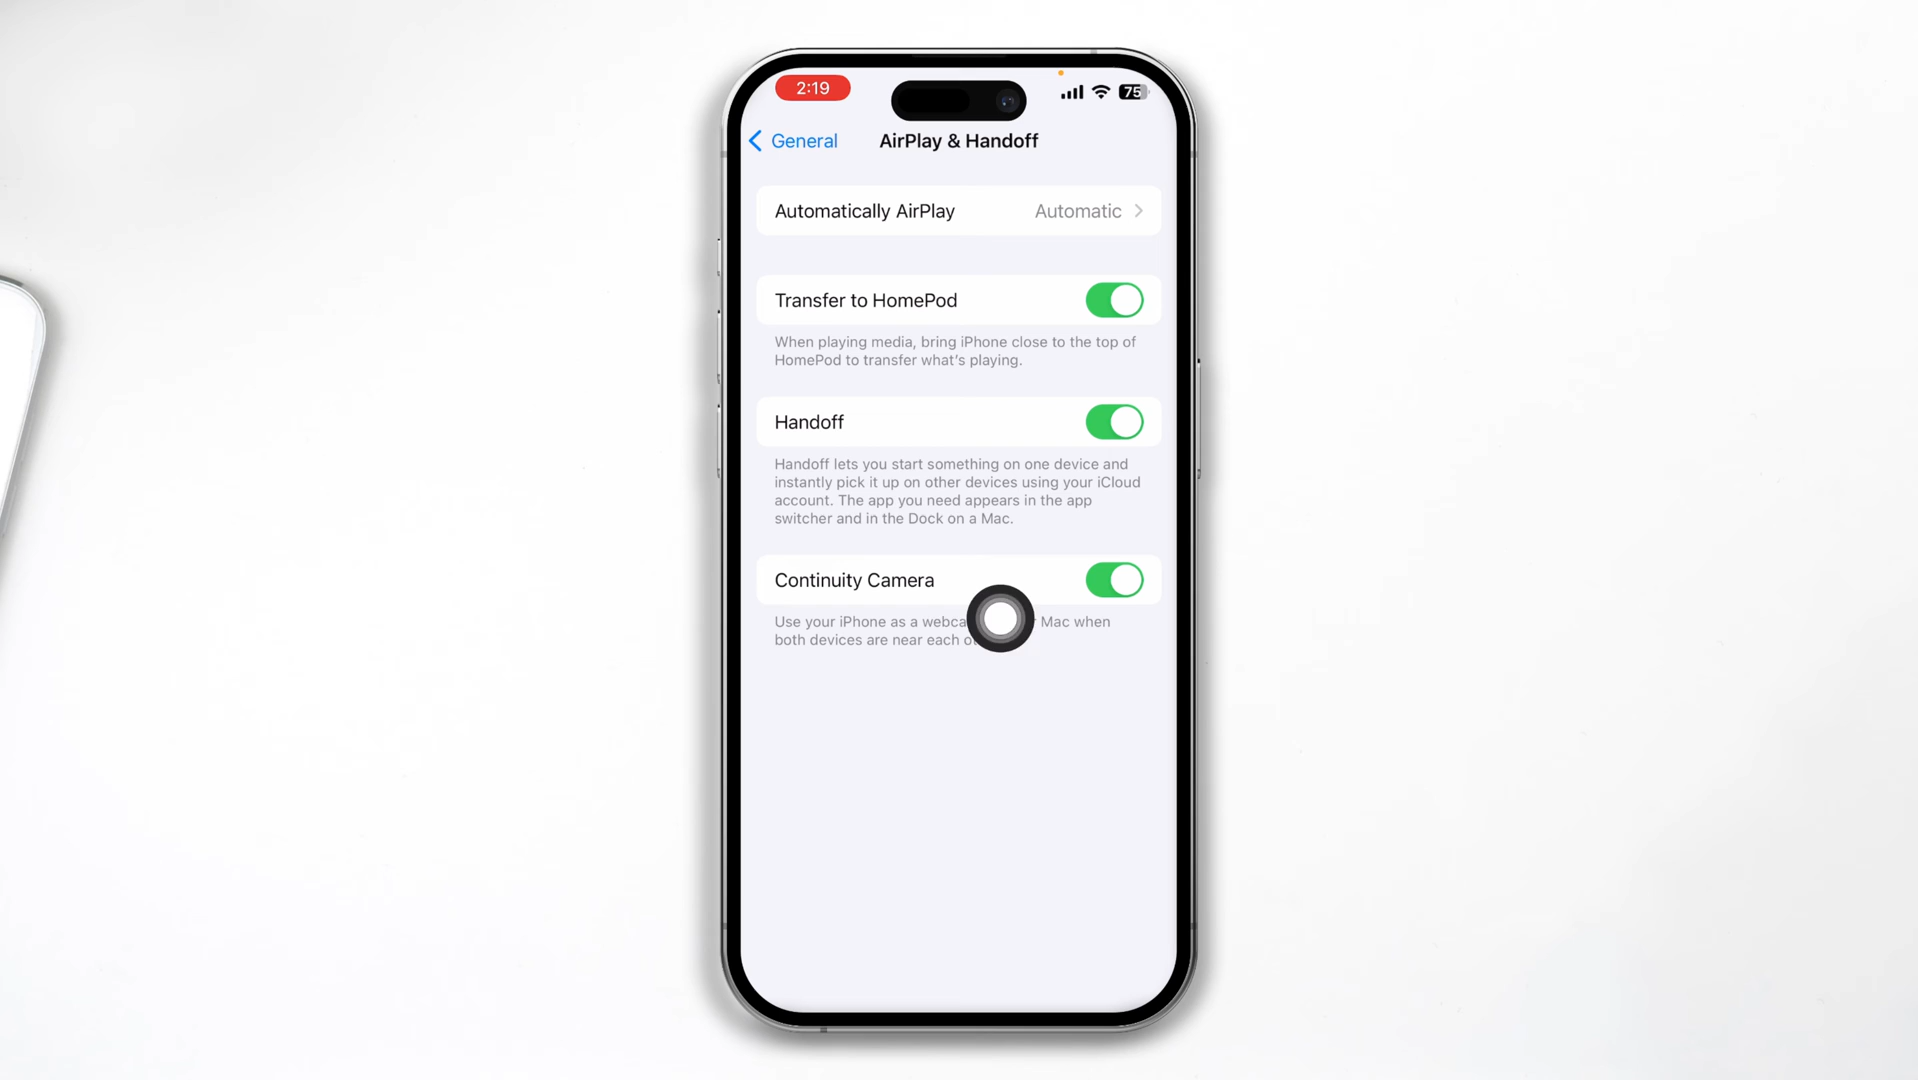 2:19
75
General
AirPlay & Handoff
Automatically AirPlay
Automatic
Transfer to HomePod
When playing media, bring iPhone close to the top of
HomePod to transfer what's playing.
Handoff
Handoff lets you start something on one device and
instantly pick it up on other devices using your iCloud
account. The app you need appears in the app
switcher and in the Dock on a Mac.
Continuity Camera
Use your iPhone as a Mac when
both devices are near each